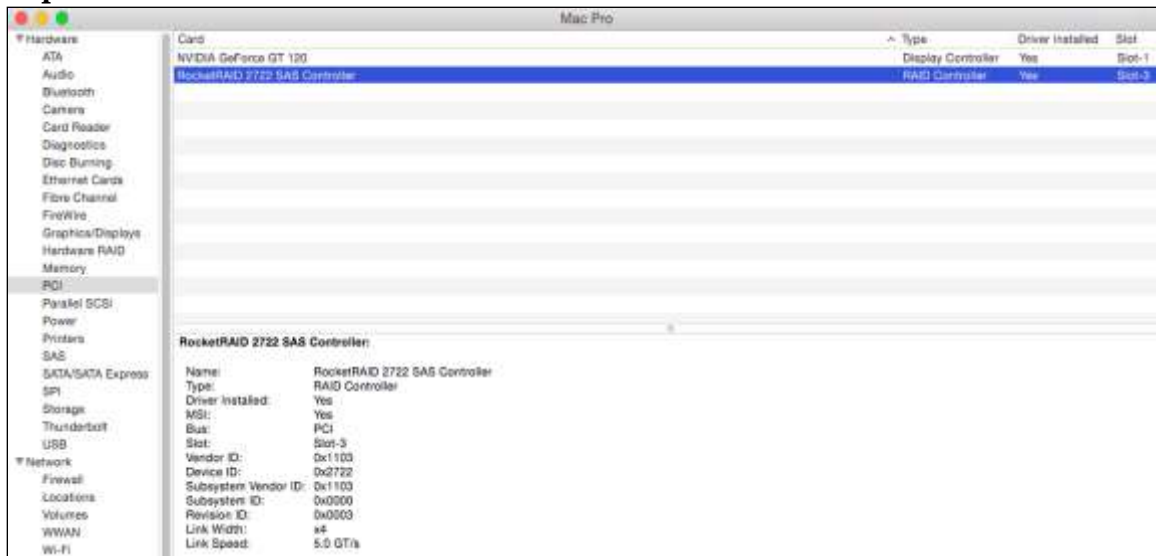 Mac Pro
Hardware
ATA
Audio
Bluetooth
Camera
Card Reader
Diagnostics
Disc Burning
Ethernet Cards
Fibre Channel
FireWire
Graphics/Displays
Hardware RAID
Memory
PCI
Parallel SCSI
Power
Printers
SAS
SATA/SATA Express
SPI
Storage
Thunderbolt
USB
Network
Firewall
Locations
Volumes
WWAN
Wi-Fi
Card Type Driver Installed Slot
NVIDIA GeForce GT 120 Display Controller Yes Slot-1
RocketRAID 2722 SAS Controller RAID Controller Yes Slot-3
RocketRAID 2722 SAS Controller:
Name: RocketRAID 2722 SAS Controller
Type: RAID Controller
Driver Installed: Yes
MSI: Yes
Bus: PCI
Slot: Slot-3
Vendor ID: 0x1103
Device ID: 0x2722
Subsystem Vendor ID: 0x1103
Subsystem ID: 0x0000
Revision ID: 0x0003
Link Width: x4
Link Speed: 5.0 GT/s